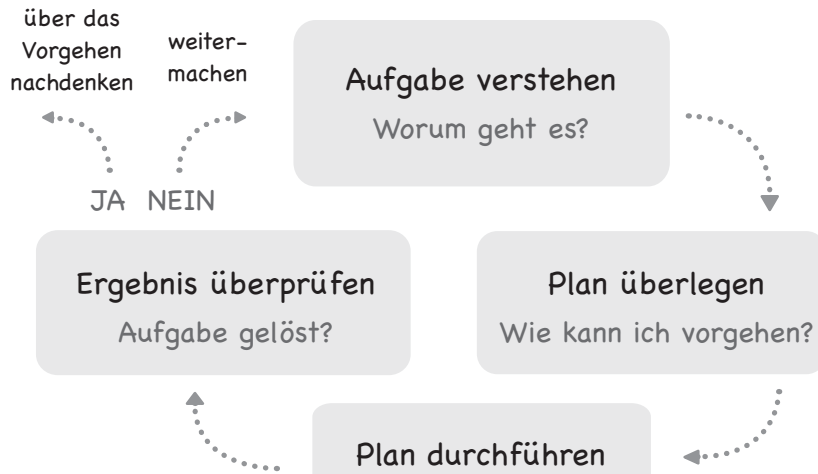 über das
Vorgehen
nachdenken
weiter-
machen
Aufgabe verstehen
Worum geht es?
JA NEIN
Ergebnis überprüfen
Aufgabe gelöst?
Plan überlegen
Wie kann ich vorgehen?
Plan durchführen